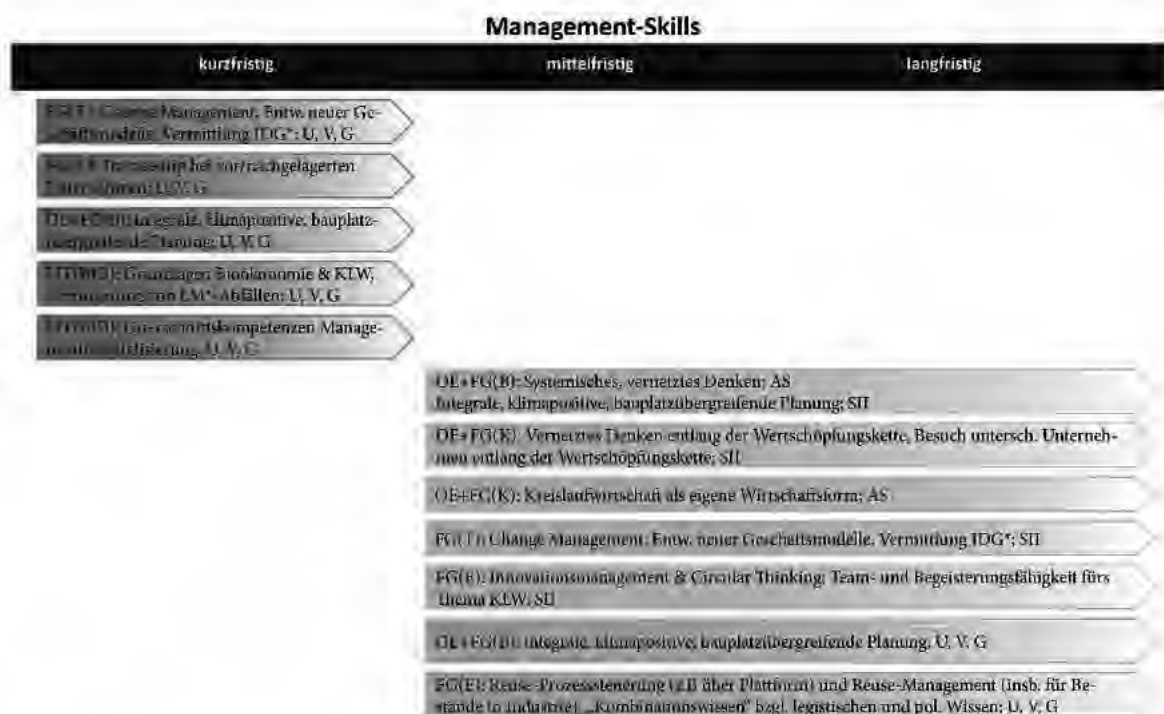 Management-Skills
kurzfristig mittelfristig langfristig
Change Management, Entw. neuer Ge-
schäftsmodelle, Vermittlung IDG*; U, V, G
bei vor/nachgelagerten
U, V, G
klimapositive, bauplatz-
Planung; U, V, G
Grundlagen Bioökonomie & KLW,
von LM*-Abfällen; U, V, G
Manage-
U, V, G
OE+FG(B): Systemisches, vernetztes Denken; AS
Integrale, klimapositive, bauplatzübergreifende Planung; SII
OE+FG(K): Vernetztes Denken entlang der Wertschöpfungskette, Besuch untersch. Unterneh-
men entlang der Wertschöpfungskette; SII
OE+FG(K): Kreislaufwirtschaft als eigene Wirtschaftsform; AS
Change Management; Entw. neuer Geschäftsmodelle, Vermittlung IDG*; SII
Innovationsmanagement & Circular Thinking; Team- und Begeisterungsfähigkeit fürs
Thema KLW; SII
OE+FG(B): Integrale, klimapositive, bauplatzübergreifende Planung, U, V, G
FG(E): Reuse-Prozesssteuerung (z.B über Plattform) und Reuse-Management (Insb. für Be-
stände in Industrie) „Kombinationswissen" bzgl. legistischen und pol. Wissen; U, V, G